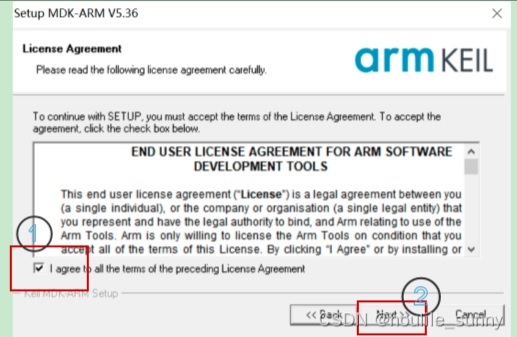 Setup MDK-ARM V5.36
License Agreement
Please read the following license agreement carefully.
arm KEIL
To continue with SETUP, you must accept the terms of the License Agreement. To accept the
agreement, click the check box below.
END USER LICENSE AGREEMENT FOR ARM SOFTWARE
DEVELOPMENT TOOLS
This end user license agreement ("License") is a legal agreement between you
(a single individual), or the company or organisation (a single legal entity) that
you represent and have the legal authority to bind, and Arm relating to use of the
Arm Tools. Arm is only willing to license the Arm Tools on condition that you
accept all of the terms of this License. By clicking "I Agree" or by installing or
1
I agree to all the terms of the preceding License Agreement
Keil MDK-ARM Setup
2
<< Back
Next >>
Cancel
CSDN @houtile_sunny